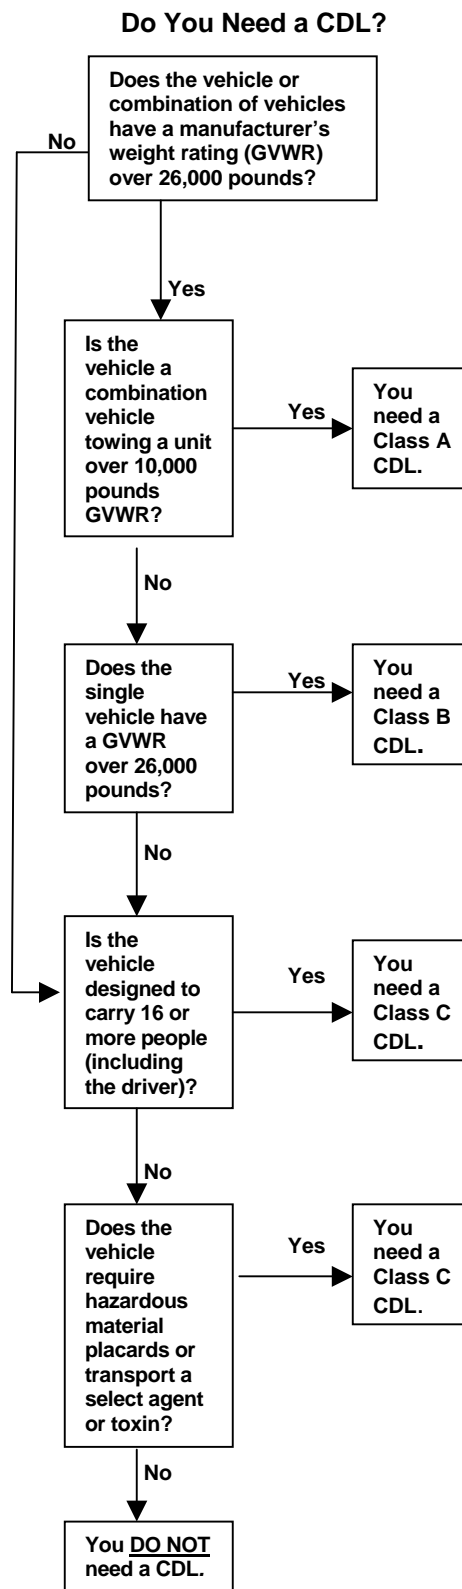 Do You Need a CDL?
Does the vehicle or
combination of vehicles
have a manufacturer’s
weight rating (GVWR)
over 26,000 pounds?
No
Yes
Is the
vehicle a
combination
vehicle
towing a unit
over 10,000
pounds
GVWR?
Yes
You
need a
Class A
CDL.
No
Does the
single
vehicle have
a GVWR
over 26,000
pounds?
Yes
You
need a
Class B
CDL.
No
Is the
vehicle
designed to
carry 16 or
more people
(including
the driver)?
Yes
You
need a
Class C
CDL.
No
Does the
vehicle
require
hazardous
material
placards or
transport a
select agent
or toxin?
Yes
You
need a
Class C
CDL.
No
You DO NOT
need a CDL.